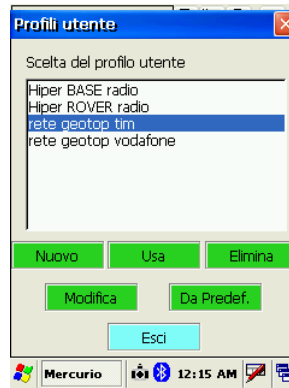 Profili utente
Scelta del profilo utente
Hiper BASE radio
Hiper ROVER radio
rete geotop tim
rete geotop vodafone
Nuovo Usa Elimina
Modifica Da Predef.
Esci
Mercurio 12:15 AM